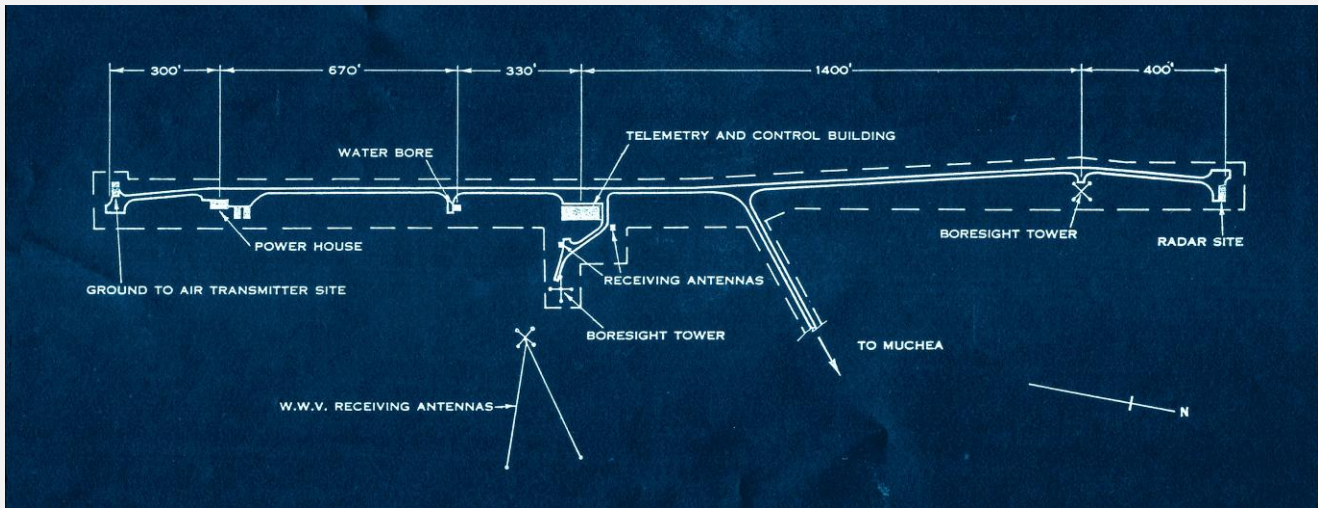 300'
670'
330'
1400'
400'
TELEMETRY AND CONTROL BUILDING
WATER BORE
POWER HOUSE
BORESIGHT TOWER
RADAR SITE
GROUND TO AIR TRANSMITTER SITE
RECEIVING ANTENNAS
BORESIGHT TOWER
TO MUCHEA
W.W.V. RECEIVING ANTENNAS
N